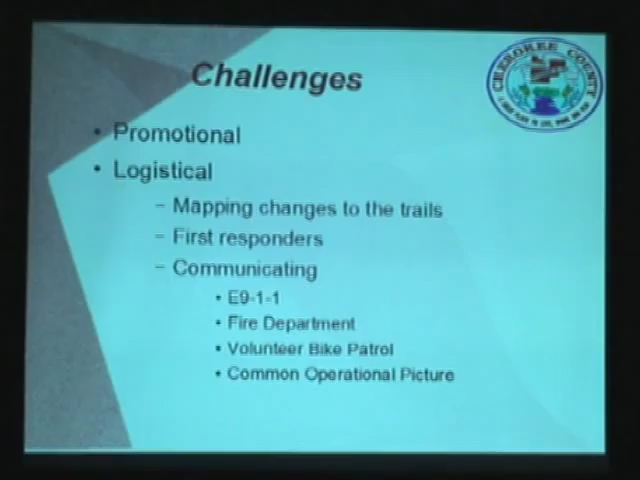 Challenges
CHEROKEE COUNTY
• Promotional
• Logistical
– Mapping changes to the trails
– First responders
– Communicating
• E9-1-1
• Fire Department
• Volunteer Bike Patrol
• Common Operational Picture